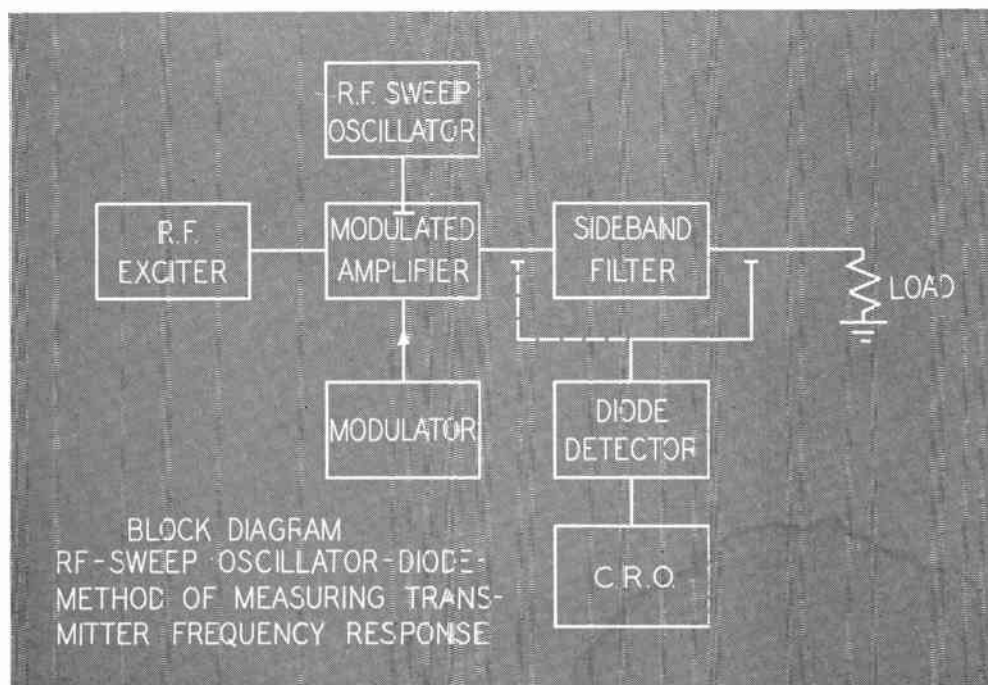 R.F. SWEEP
OSCILLATOR
R.F.
EXCITER
MODULATED
AMPLIFIER
SIDEBAND
FILTER
LOAD
MODULATOR
DIODE
DETECTOR
C.R.O.
BLOCK DIAGRAM
RF-SWEEP OSCILLATOR-DIODE-
METHOD OF MEASURING TRANS-
MITTER FREQUENCY RESPONSE